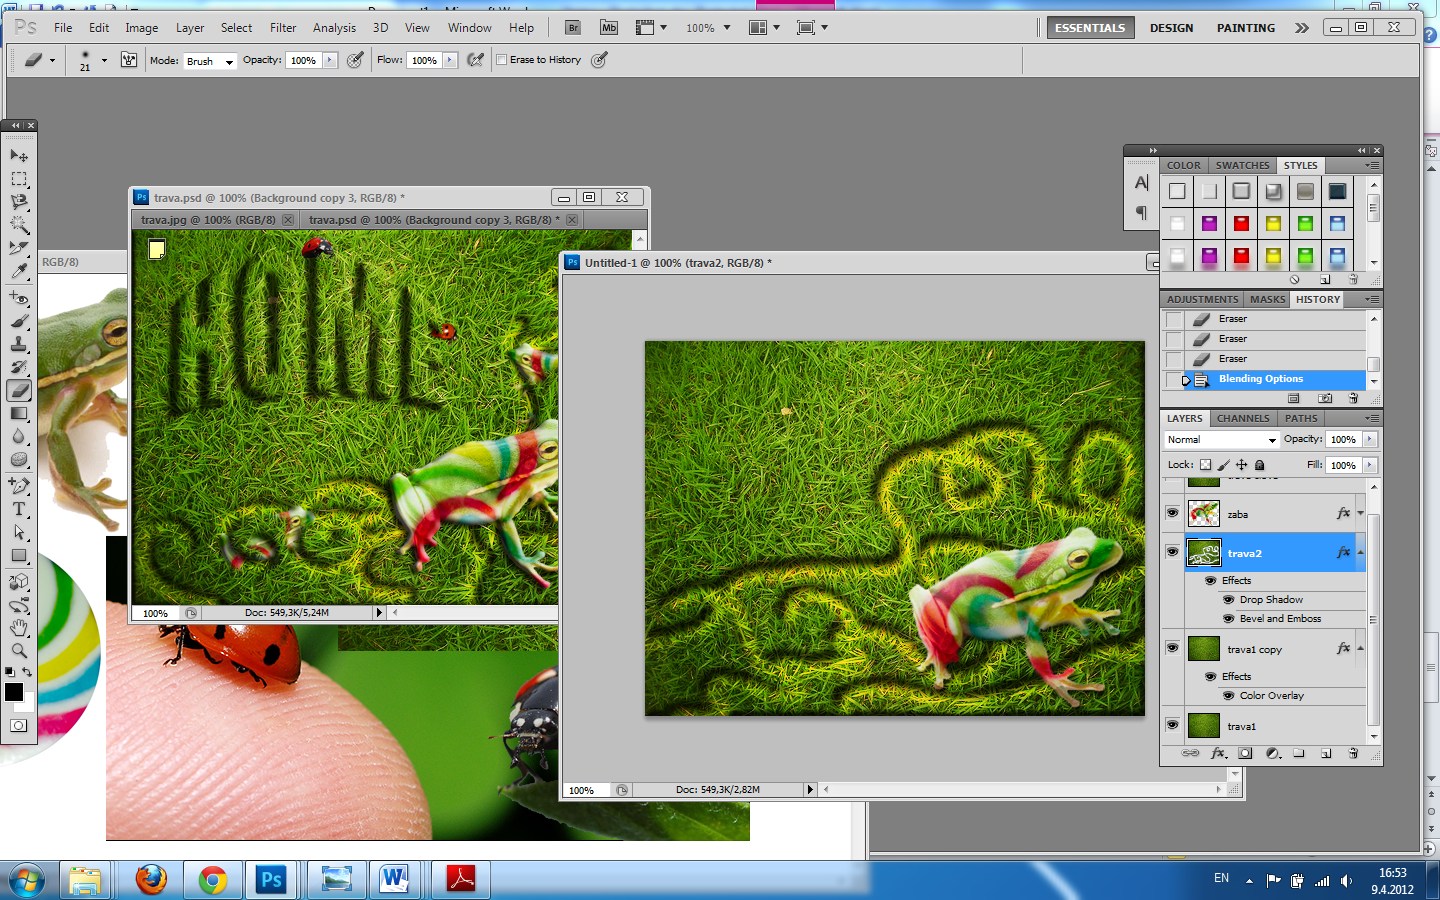 Ps File Edit Image Layer Select Filter Analysis 3D View Window Help Br Mb 100% ESSENTIALS DESIGN PAINTING
21 Mode: Brush Opacity: 100% Flow: 100% Erase to History
trava.psd @ 100% (Background copy 3, RGB/8) *
trava.jpg @ 100% (RGB/8) trava.psd @ 100% (Background copy 3, RGB/8) *
RGB/8)
100% Doc: 549,3K/5,24M
Untitled-1 @ 100% (trava2, RGB/8) *
100% Doc: 549,3K/2,82M
COLOR SWATCHES STYLES
ADJUSTMENTS MASKS HISTORY
Eraser
Eraser
Eraser
Blending Options
LAYERS CHANNELS PATHS
Normal Opacity: 100%
Lock: Fill: 100%
zaba fx
trava2 fx
Effects
Drop Shadow
Bevel and Emboss
trava1 copy fx
Effects
Color Overlay
trava1
fx
Ps W
EN 16:53
9.4.2012